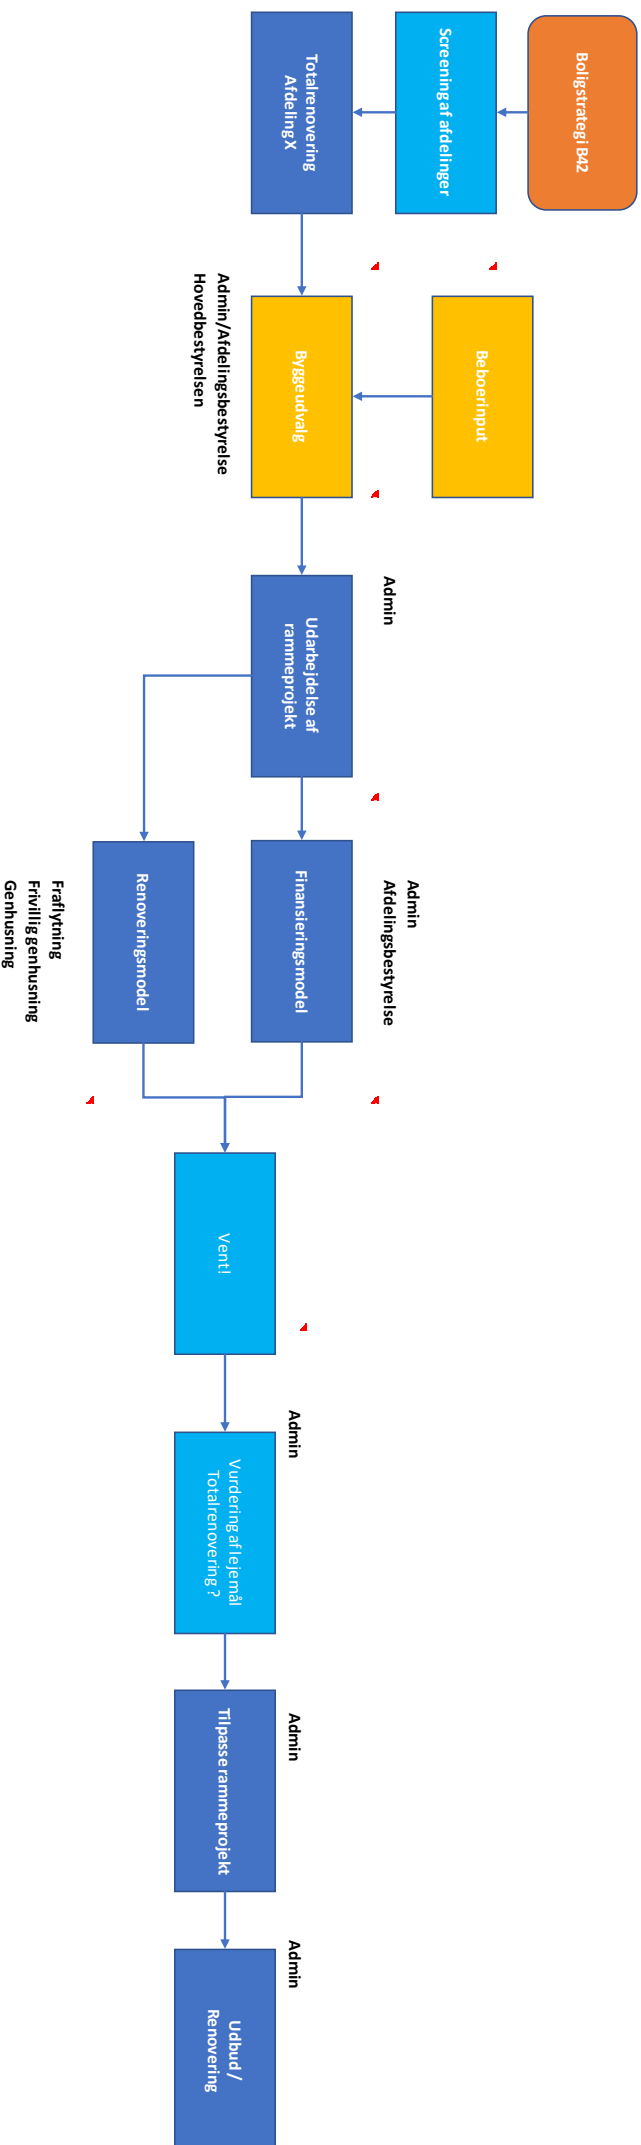 Boligstrategi B42
Screening af afdelinger
Totalrenovering
Afdeling X
Beboerinput
Byggeudvalg
Admin/Afdelingsbestyrelse
Hovedbestyrelsen
Admin
Udarbejdelse af
rammeprojekt
Admin
Afdelingsbestyrelse
Finansieringsmodel
Renoveringsmodel
Fraflytning
Frivillig genhusning
Genhusning
Vent!
Admin
Vurdering af lejemål
Totalrenovering ?
Admin
Tilpasse rammeprojekt
Admin
Udbud /
Renovering